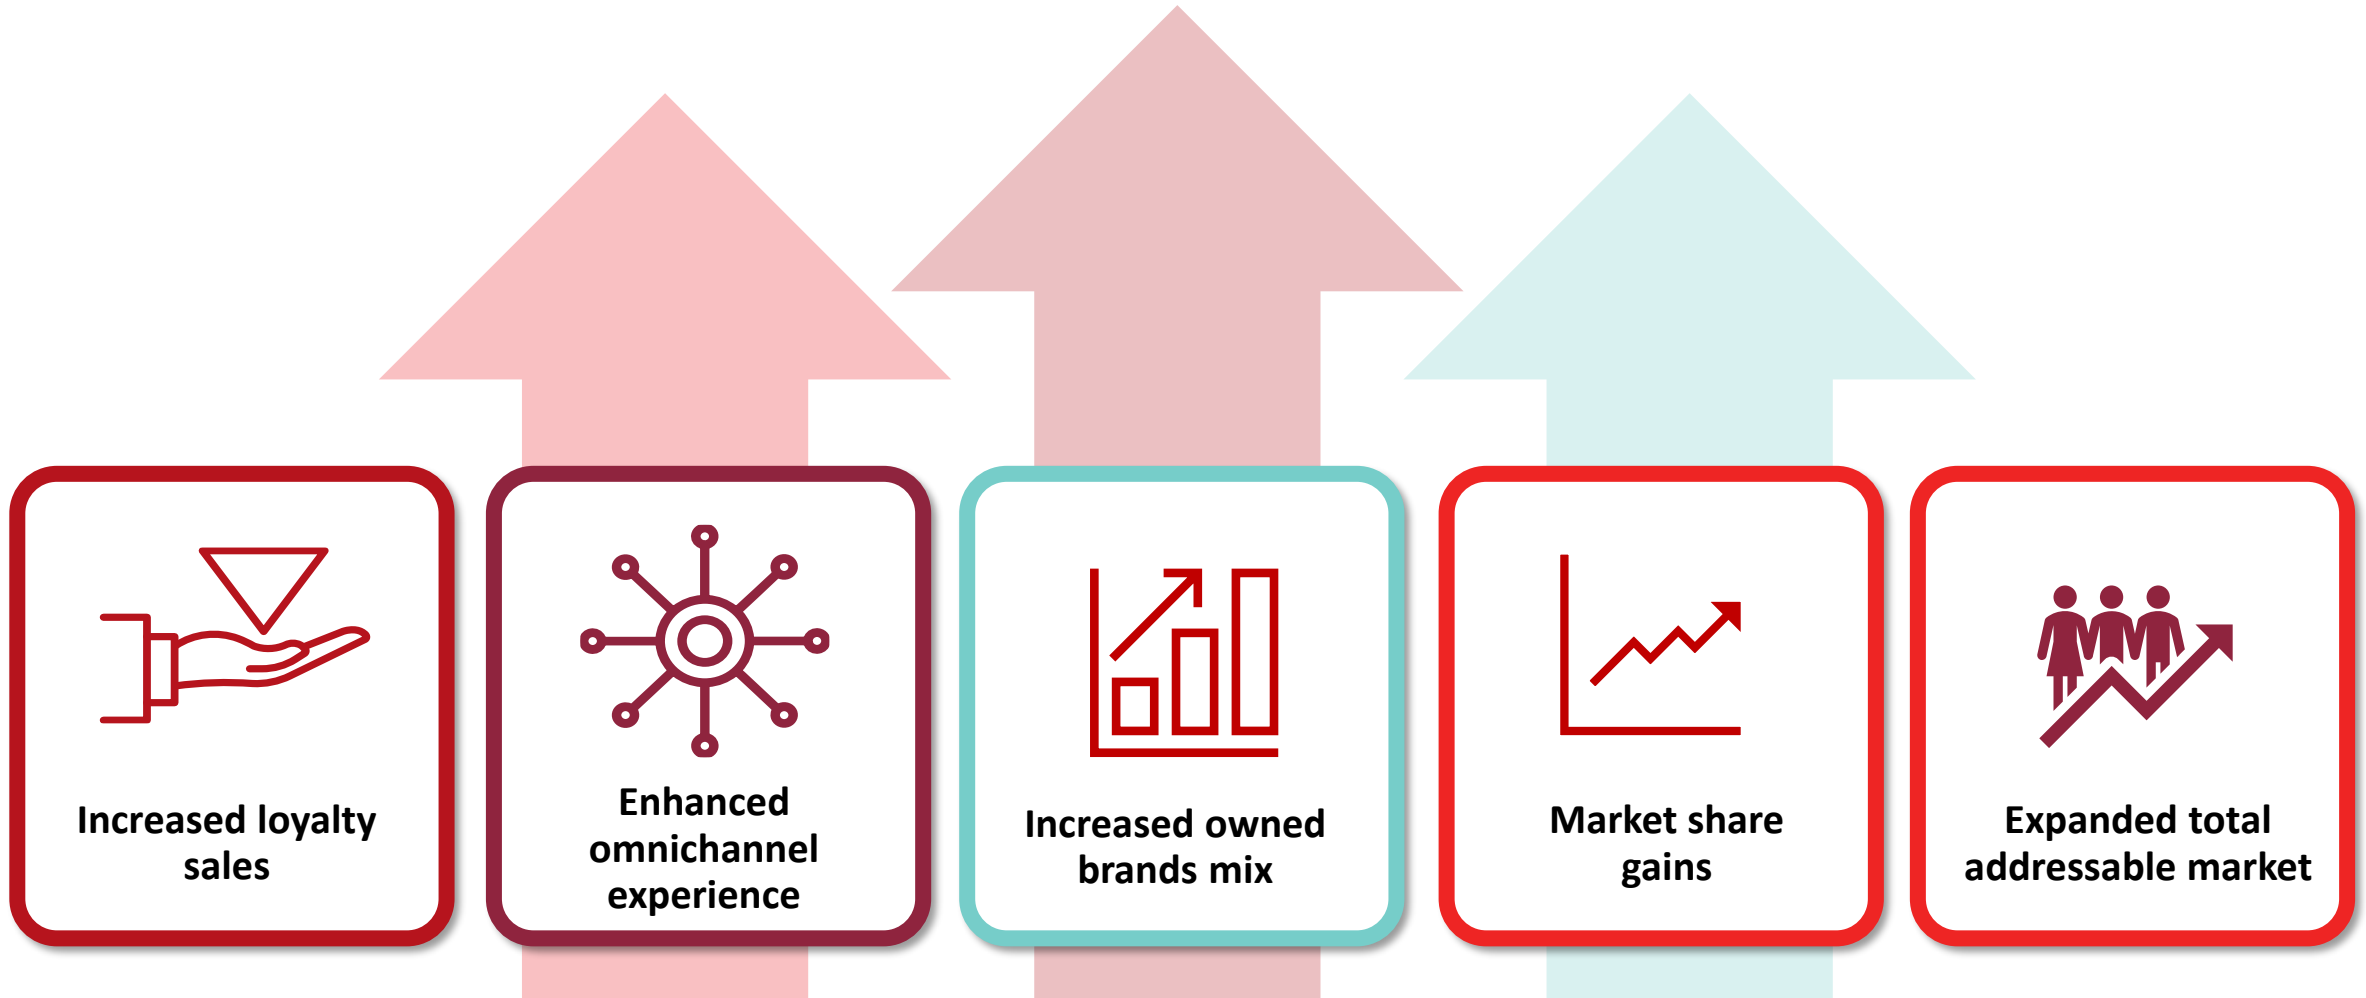 Increased loyalty
sales
Enhanced
omnichannel
experience
Increased owned
brands mix
Market share
gains
Expanded total
addressable market